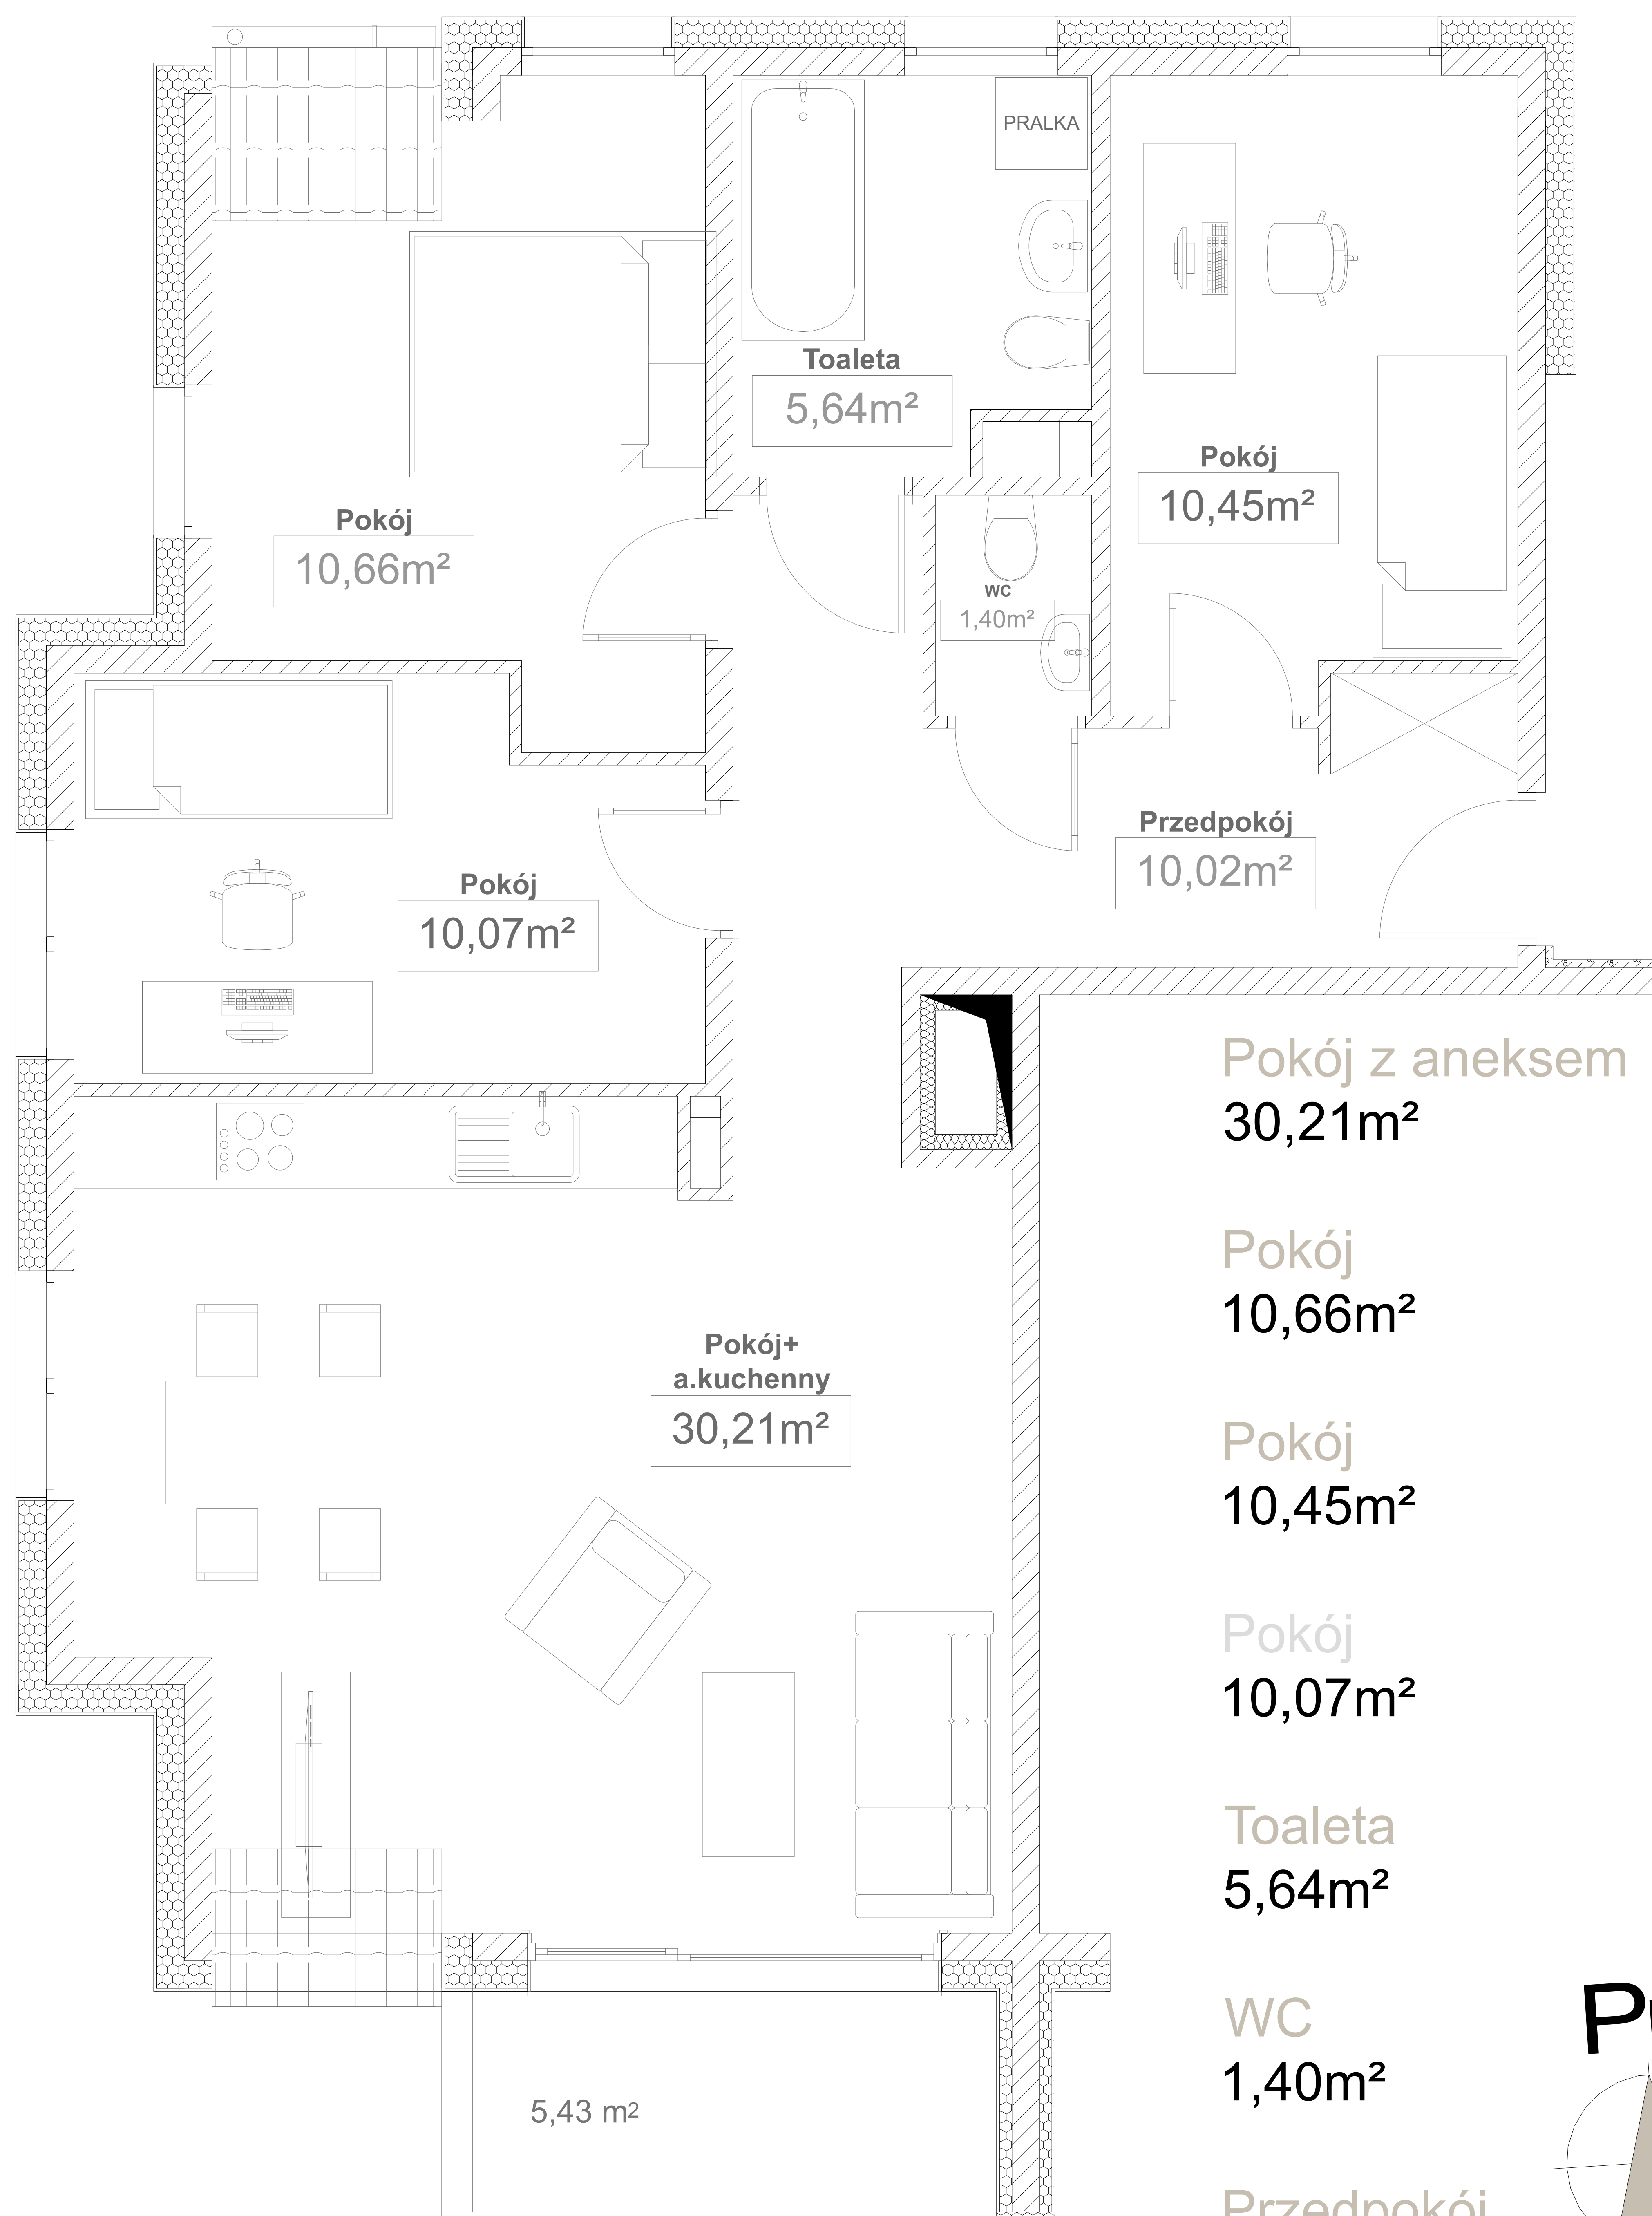 PRALKA
Toaleta
5,64m²
Pokój
10,45m²
Pokój
10,66m²
WC
1,40m²
Przedpokój
10,02m²
Pokój
10,07m²
Pokój+
a.kuchenny
30,21m²
5,43 m²
Pokój z aneksem
30,21m²
Pokój
10,66m²
Pokój
10,45m²
Pokój
10,07m²
Toaleta
5,64m²
WC
1,40m²
Przedpokój